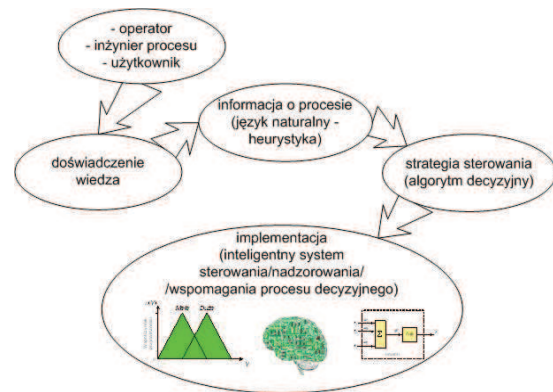 - operator
- inżynier procesu
- użytkownik
informacja o procesie
(język naturalny -
heurystyka)
doświadczenie
wiedza
strategia sterowania
(algorytm decyzyjny)
implementacja
(inteligentny system
sterowania/nadzorowania/
/wspomagania procesu decyzyjnego)
Σ